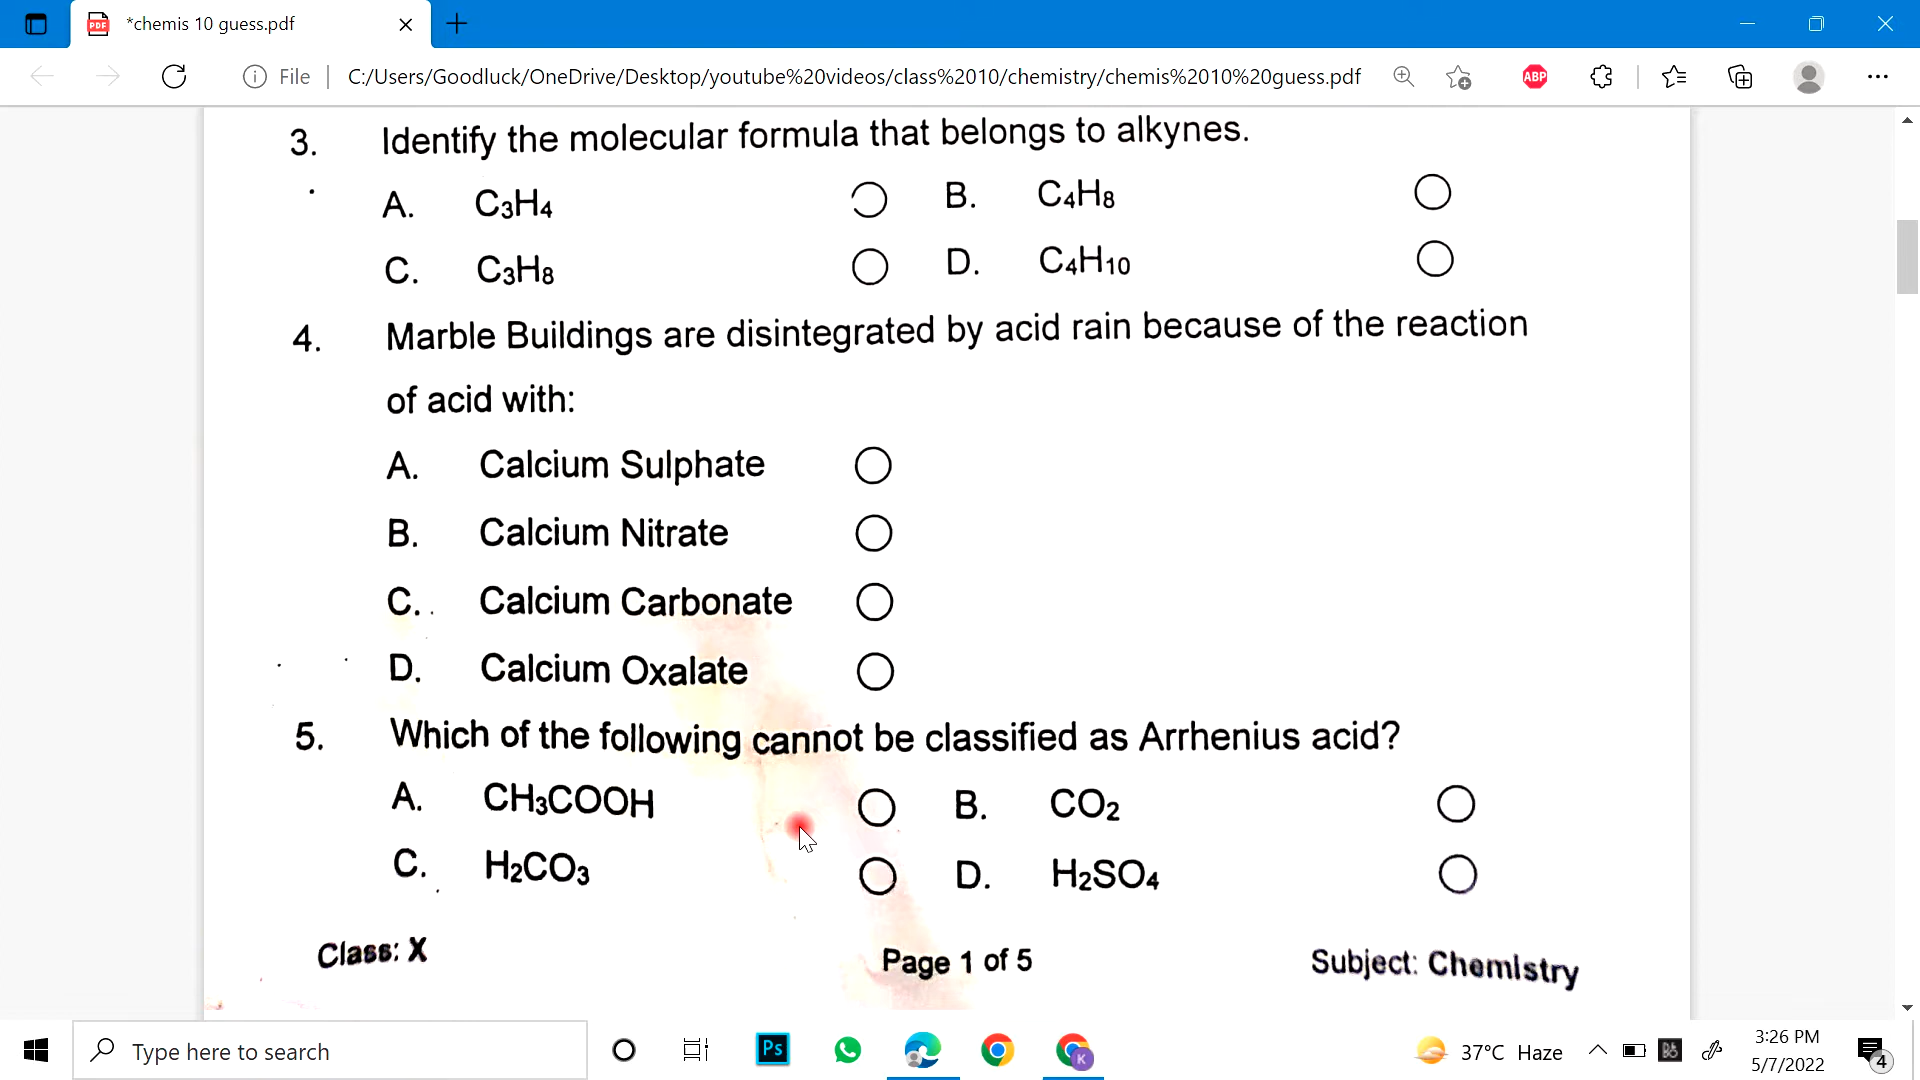 *chemis 10 guess.pdf
File
C:/Users/Goodluck/OneDrive/Desktop/youtube%20videos/class%2010/chemistry/chemis%2010%20guess.pdf
ABP
3. Identify the molecular formula that belongs to alkynes.
A. C₃H₄ B. C₄H₈
C. C₃H₈ D. C₄H₁₀
4. Marble Buildings are disintegrated by acid rain because of the reaction
of acid with:
A. Calcium Sulphate
B. Calcium Nitrate
C. Calcium Carbonate
D. Calcium Oxalate
5. Which of the following cannot be classified as Arrhenius acid?
A. CH₃COOH B. CO₂
C. H₂CO₃ D. H₂SO₄
Class: X Page 1 of 5 Subject: Chemistry
Type here to search
Ps
K
37°C Haze
3:26 PM
5/7/2022
4